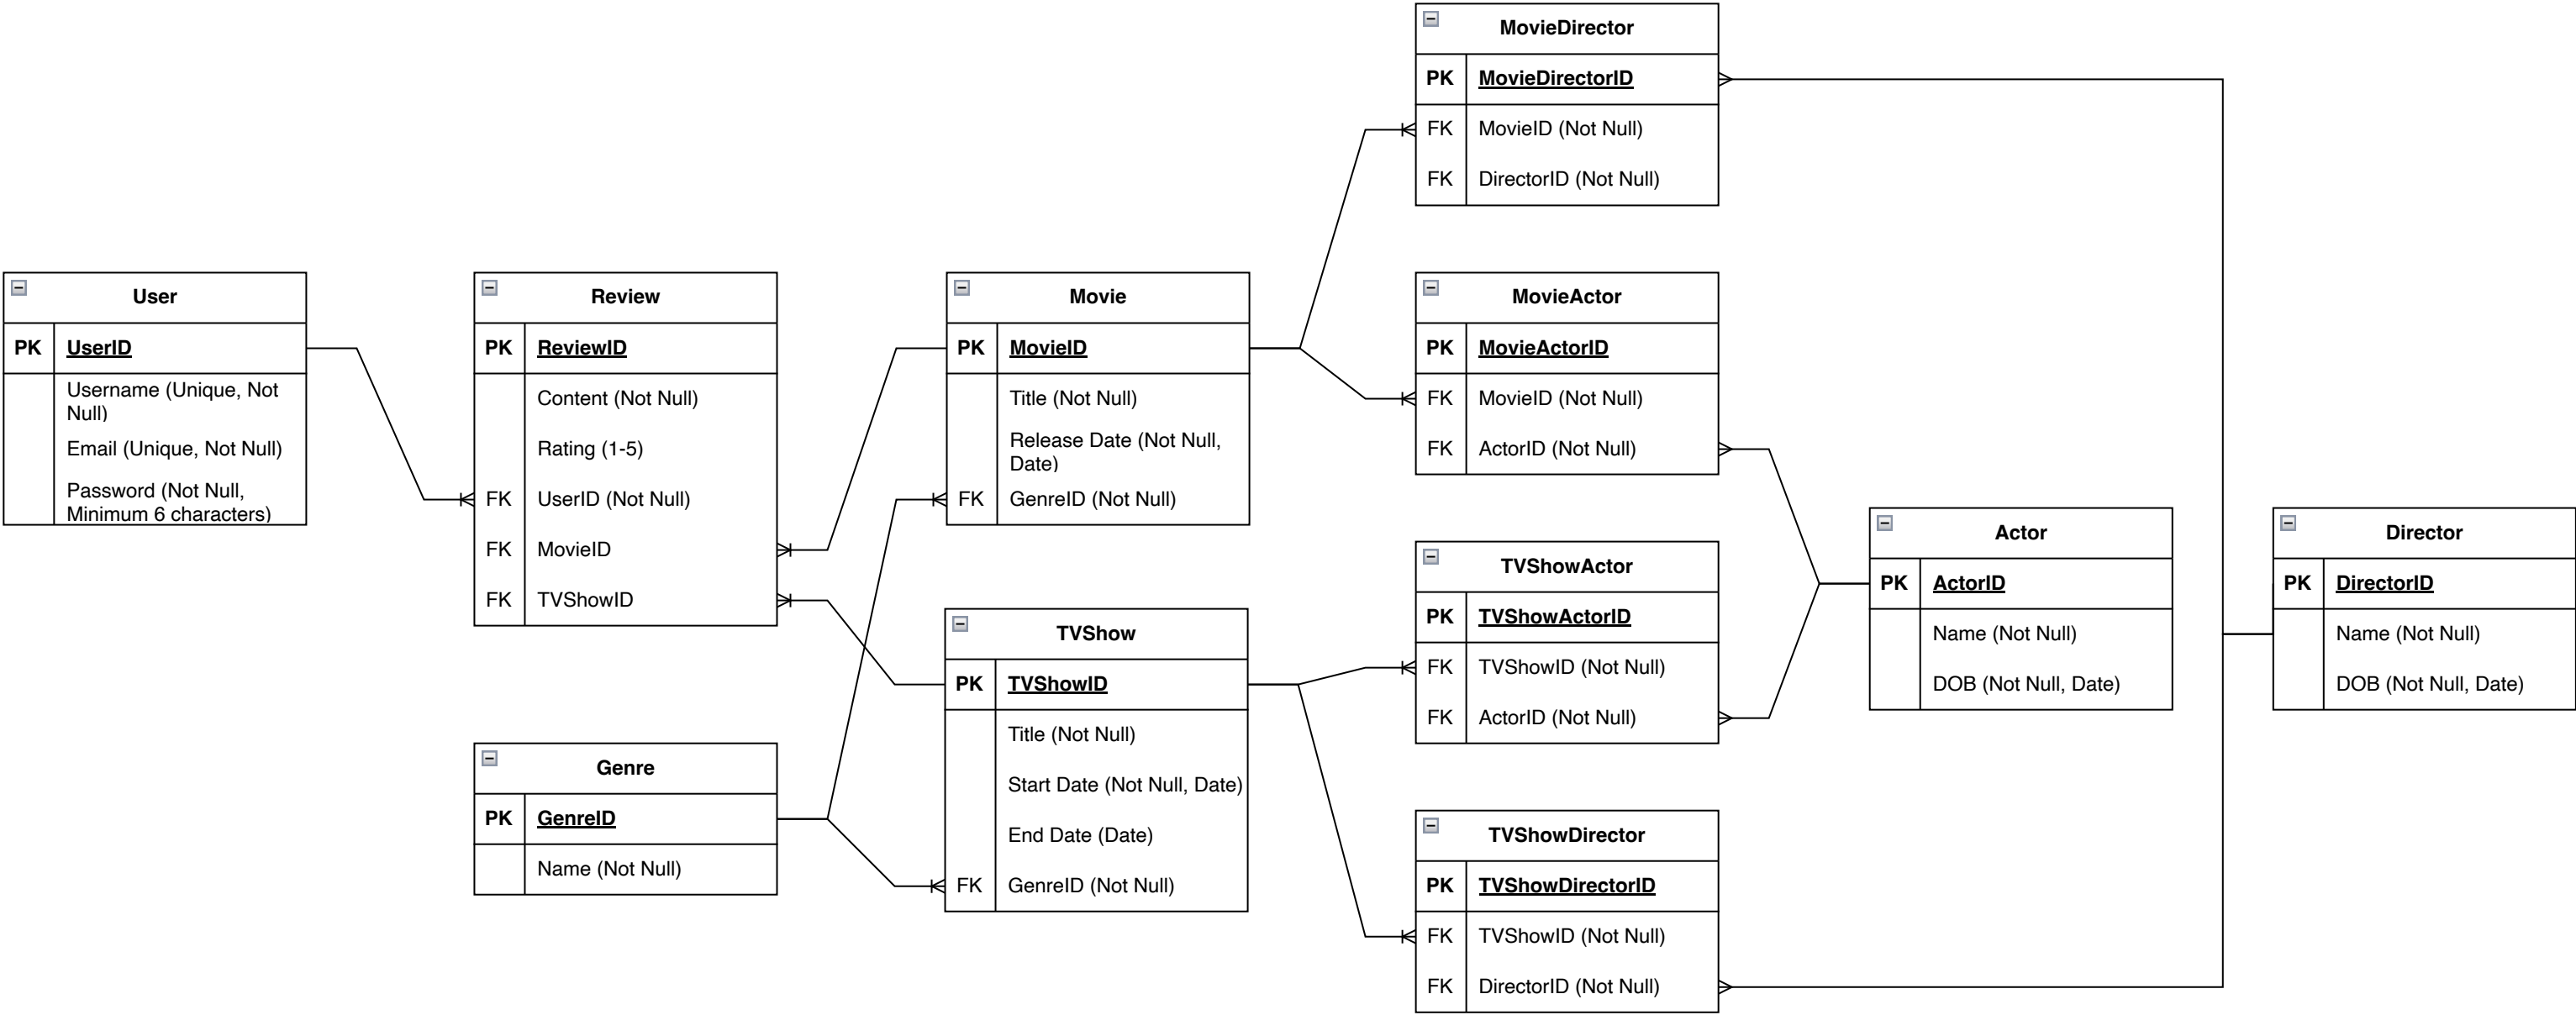 MovieDirector
PK MovieDirectorID
FK MovieID (Not Null)
FK DirectorID (Not Null)
User
PK UserID
Username (Unique, Not
Null)
Email (Unique, Not Null)
Password (Not Null,
Minimum 6 characters)
Review
PK ReviewID
Content (Not Null)
Rating (1-5)
FK UserID (Not Null)
FK MovieID
FK TVShowID
Movie
PK MovieID
Title (Not Null)
Release Date (Not Null,
Date)
FK GenreID (Not Null)
MovieActor
PK MovieActorID
FK MovieID (Not Null)
FK ActorID (Not Null)
Genre
PK GenreID
Name (Not Null)
TVShow
PK TVShowID
Title (Not Null)
Start Date (Not Null, Date)
End Date (Date)
FK GenreID (Not Null)
TVShowActor
PK TVShowActorID
FK TVShowID (Not Null)
FK ActorID (Not Null)
Actor
PK ActorID
Name (Not Null)
DOB (Not Null, Date)
Director
PK DirectorID
Name (Not Null)
DOB (Not Null, Date)
TVShowDirector
PK TVShowDirectorID
FK TVShowID (Not Null)
FK DirectorID (Not Null)